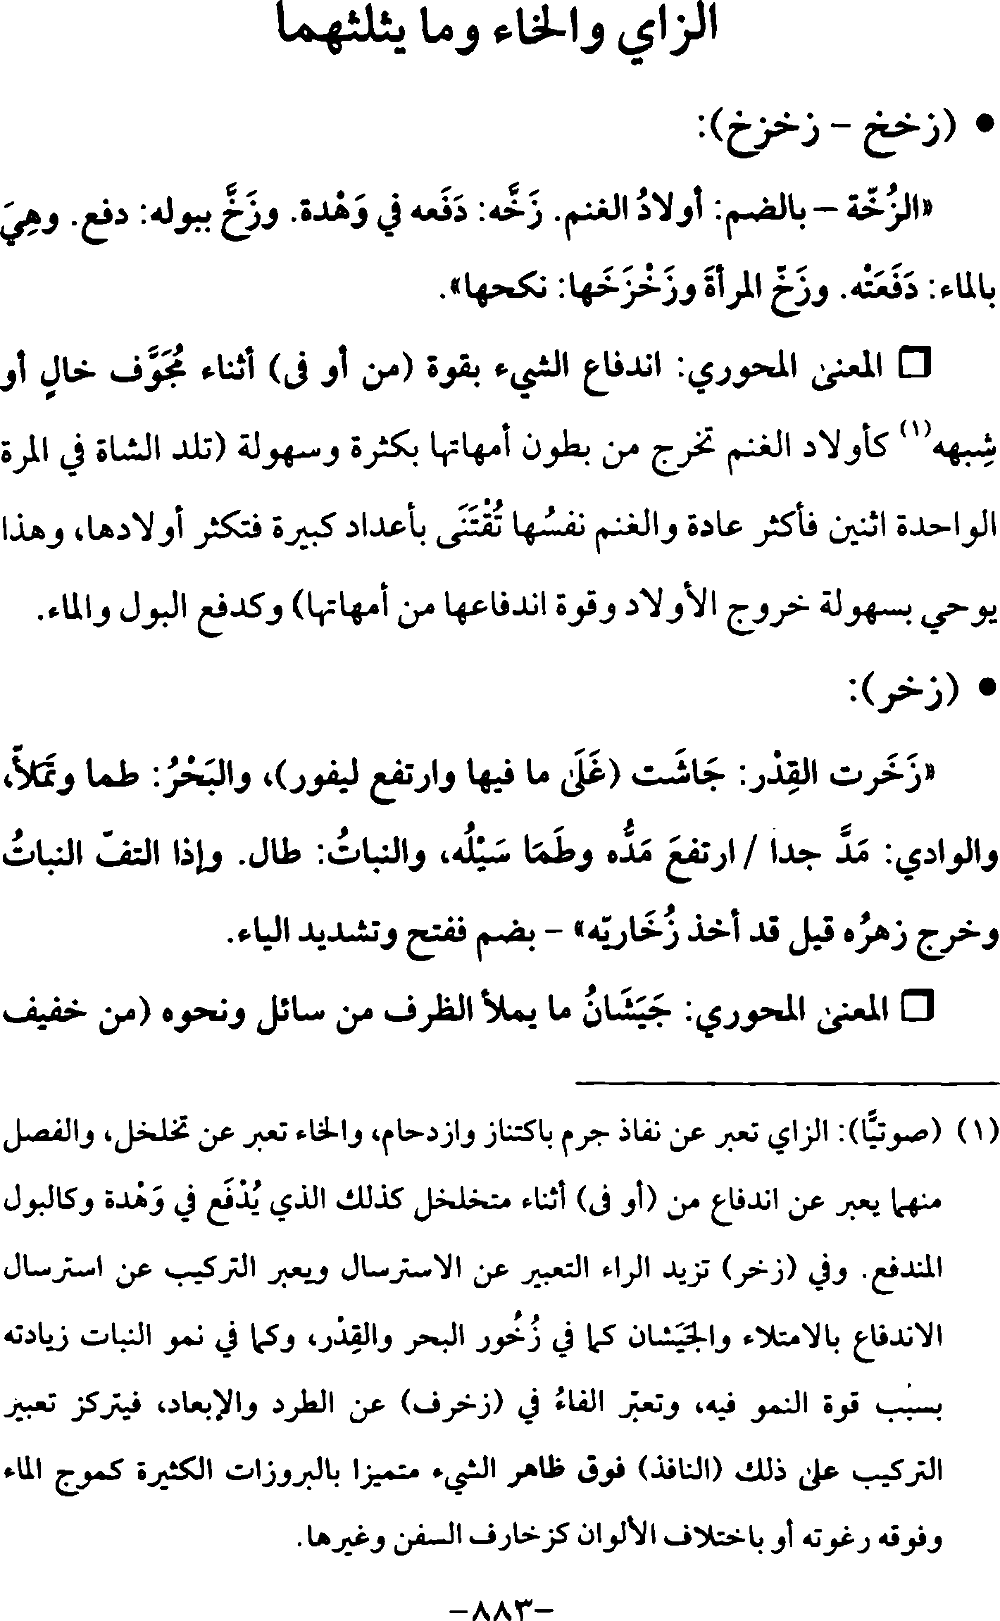 الزاي والخاء وما يثلثهما
• (زخخ - زخزخ):
«الزُخّة - بالضم: أولادُ الغنم. زَخَّه: دَفَعه في وَهْدة. وزَخَّ ببوله: دفع. وهِيَ
بالماء: دَفَعَتْه. وزَخّ المرأةَ وزَخْزَخَها: نكحها».
□ المعنى المحوري: اندفاع الشيء بقوة (من أو فى) أثناء مُجَوَّف خالٍ أو
شِبهه(١) كأولاد الغنم تخرج من بطون أمهاتها بكثرة وسهولة (تلد الشاة في المرة
الواحدة اثنين فأكثر عادة والغنم نفسُها تُقْتَنَى بأعداد كبيرة فتكثر أولادها، وهذا
يوحي بسهولة خروج الأولاد وقوة اندفاعها من أمهاتها) وكدفع البول والماء.
• (زخر):
«زَخَرت القِدْر: جَاشَت (غَلَىٰ ما فيها وارتفع ليفور)، والبَحْرُ: طما وتَمَلأّ،
والوادي: مَدَّ جدا / ارتفعَ مَدُّه وطَمَا سَيْلُه، والنباتُ: طال. وإذا التفّ النباتُ
وخرج زهرُه قيل قد أخذ زُخَاريّه» - بضم ففتح وتشديد الياء.
□ المعنى المحوري: جَيَشَانُ ما يملأ الظرف من سائل ونحوه (من خفيف
(١) (صوتيًّا): الزاي تعبر عن نفاذ جرم باكتناز وازدحام، والخاء تعبر عن تخلخل، والفصل
منهما يعبر عن اندفاع من (أو فى) أثناء متخلخل كذلك الذي يُدْفَع في وَهْدة وكالبول
المندفع. وفي (زخر) تزيد الراء التعبير عن الاسترسال ويعبر التركيب عن استرسال
الاندفاع بالامتلاء والجَيَشان كما في زُخُور البحر والقِدْر، وكما في نمو النبات زيادته
بسبب قوة النمو فيه، وتعبّر الفاءُ في (زخرف) عن الطرد والإبعاد، فيتركز تعبير
التركيب على ذلك (النافذ) فوق ظاهر الشيء متميزا بالبروزات الكثيرة كموج الماء
وفوقه رغوته أو باختلاف الألوان كزخارف السفن وغيرها.
-٨٨٣-